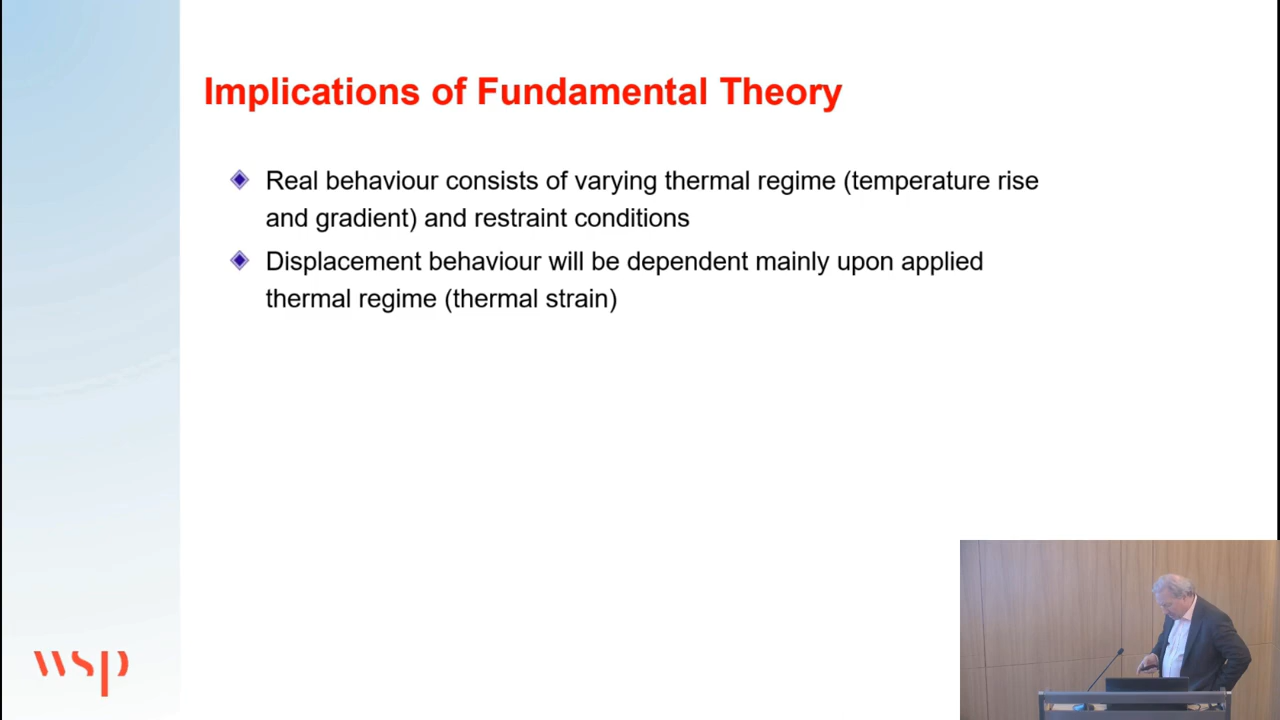 Implications of Fundamental Theory
Real behaviour consists of varying thermal regime (temperature rise
and gradient) and restraint conditions
Displacement behaviour will be dependent mainly upon applied
thermal regime (thermal strain)
wsp